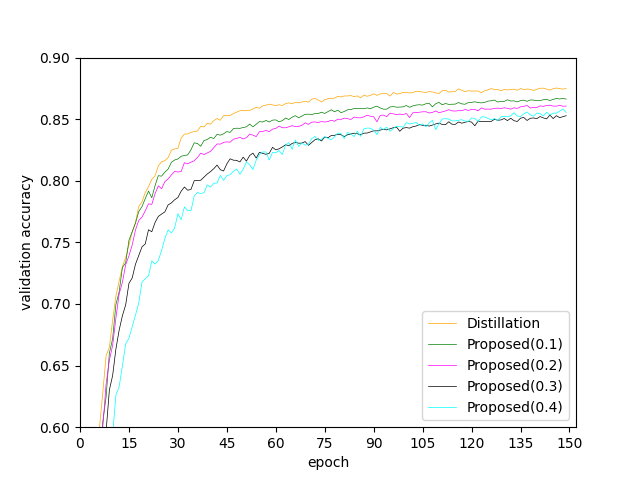 0.90
0.85
0.80
0.75
0.70
0.65
0.60
validation accuracy
0 15 30 45 60 75 90 105 120 135 150
epoch
Distillation
Proposed(0.1)
Proposed(0.2)
Proposed(0.3)
Proposed(0.4)